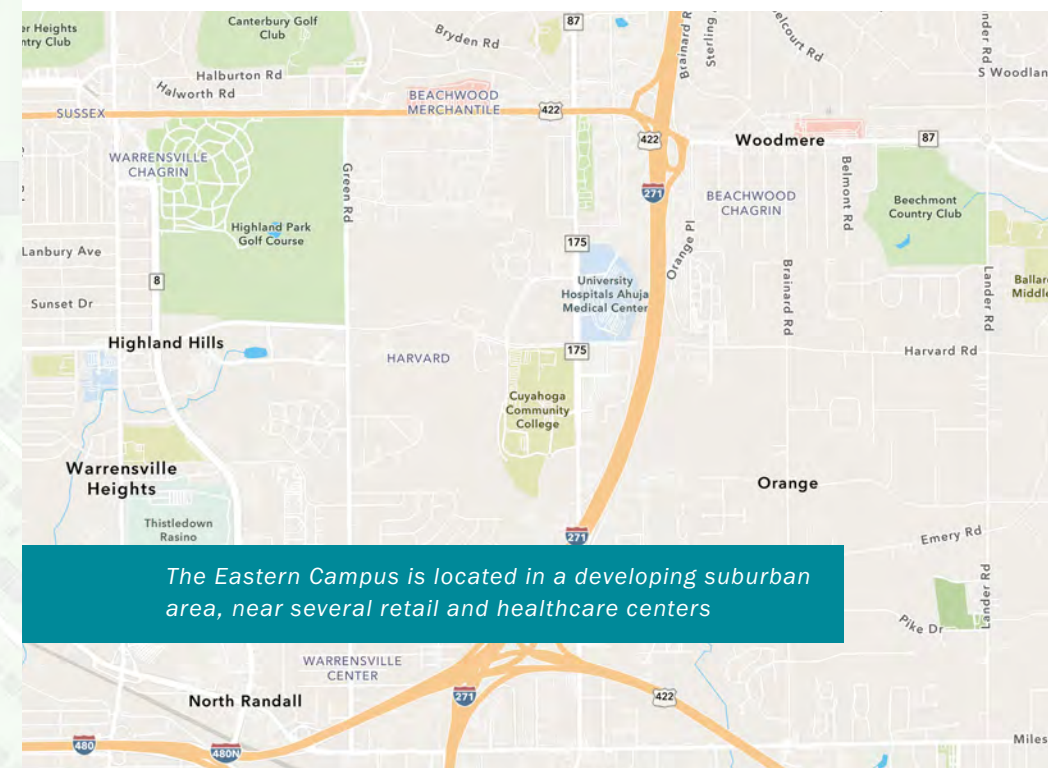 Canterbury Golf
Club
er Heights
ntry Club
87
Bryden Rd
Brainard R
Sterling
elcourt Rd
nder Rd
S Woodlan
Halburton Rd
Halworth Rd
SUSSEX
BEACHWOOD
MERCHANTILE
422
422
Woodmere
87
WARRENSVILLE
CHAGRIN
Green Rd
271
BEACHWOOD
CHAGRIN
Belmont Rd
Beechmont
Country Club
Highland Park
Golf Course
Lanbury Ave
175
Orange Pl
8
University
Hospitals Ahuja
Medical Center
Brainard Rd
Lander Rd
Ballar
Middle
Sunset Dr
Highland Hills
HARVARD
175
Harvard Rd
Cuyahoga
Community
College
Warrensville
Heights
Orange
Thistledown
Rasino
271
Emery Rd
The Eastern Campus is located in a developing suburban
area, near several retail and healthcare centers
Lander Rd
Pike Dr
WARRENSVILLE
CENTER
North Randall
271
422
480
480N
Miles